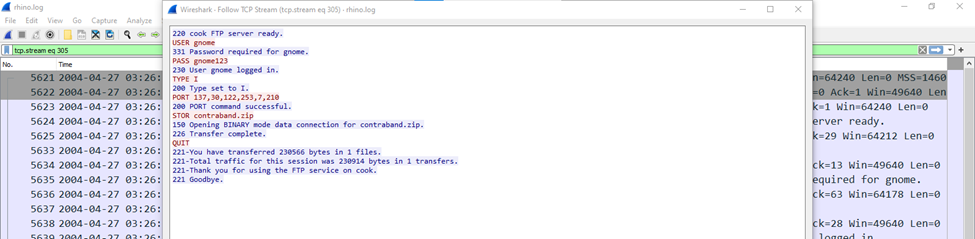 rhino.log
Wireshark - Follow TCP Stream (tcp.stream eq 305) - rhino.log
File Edit View Go Capture Analyze
tcp.stream eq 305
No. Time
220 cook FTP server ready.
USER gnome
331 Password required for gnome.
PASS gnome123
230 User gnome logged in.
TYPE I
200 Type set to I.
PORT 137,30,122,253,7,210
200 PORT command successful.
STOR contraband.zip
150 Opening BINARY mode data connection for contraband.zip.
226 Transfer complete.
QUIT
221-You have transferred 230566 bytes in 1 files.
221-Total traffic for this session was 230914 bytes in 1 transfers.
221-Thank you for using the FTP service on cook.
221 Goodbye.
5621 2004-04-27 03:26: n=64240 Len=0 MSS=1460
5622 2004-04-27 03:26: =0 Ack=1 Win=49640 Len
5623 2004-04-27 03:26: k=1 Win=64240 Len=0
5624 2004-04-27 03:26: erver ready.
5625 2004-04-27 03:26: k=29 Win=64212 Len=0
5633 2004-04-27 03:26:
5634 2004-04-27 03:26: ck=13 Win=49640 Len=0
5635 2004-04-27 03:26: equired for gnome.
5636 2004-04-27 03:26: ck=63 Win=64178 Len=0
5637 2004-04-27 03:26:
5638 2004-04-27 03:26: ck=28 Win=49640 Len=0
5639 2004-04-27 03:26: logged in